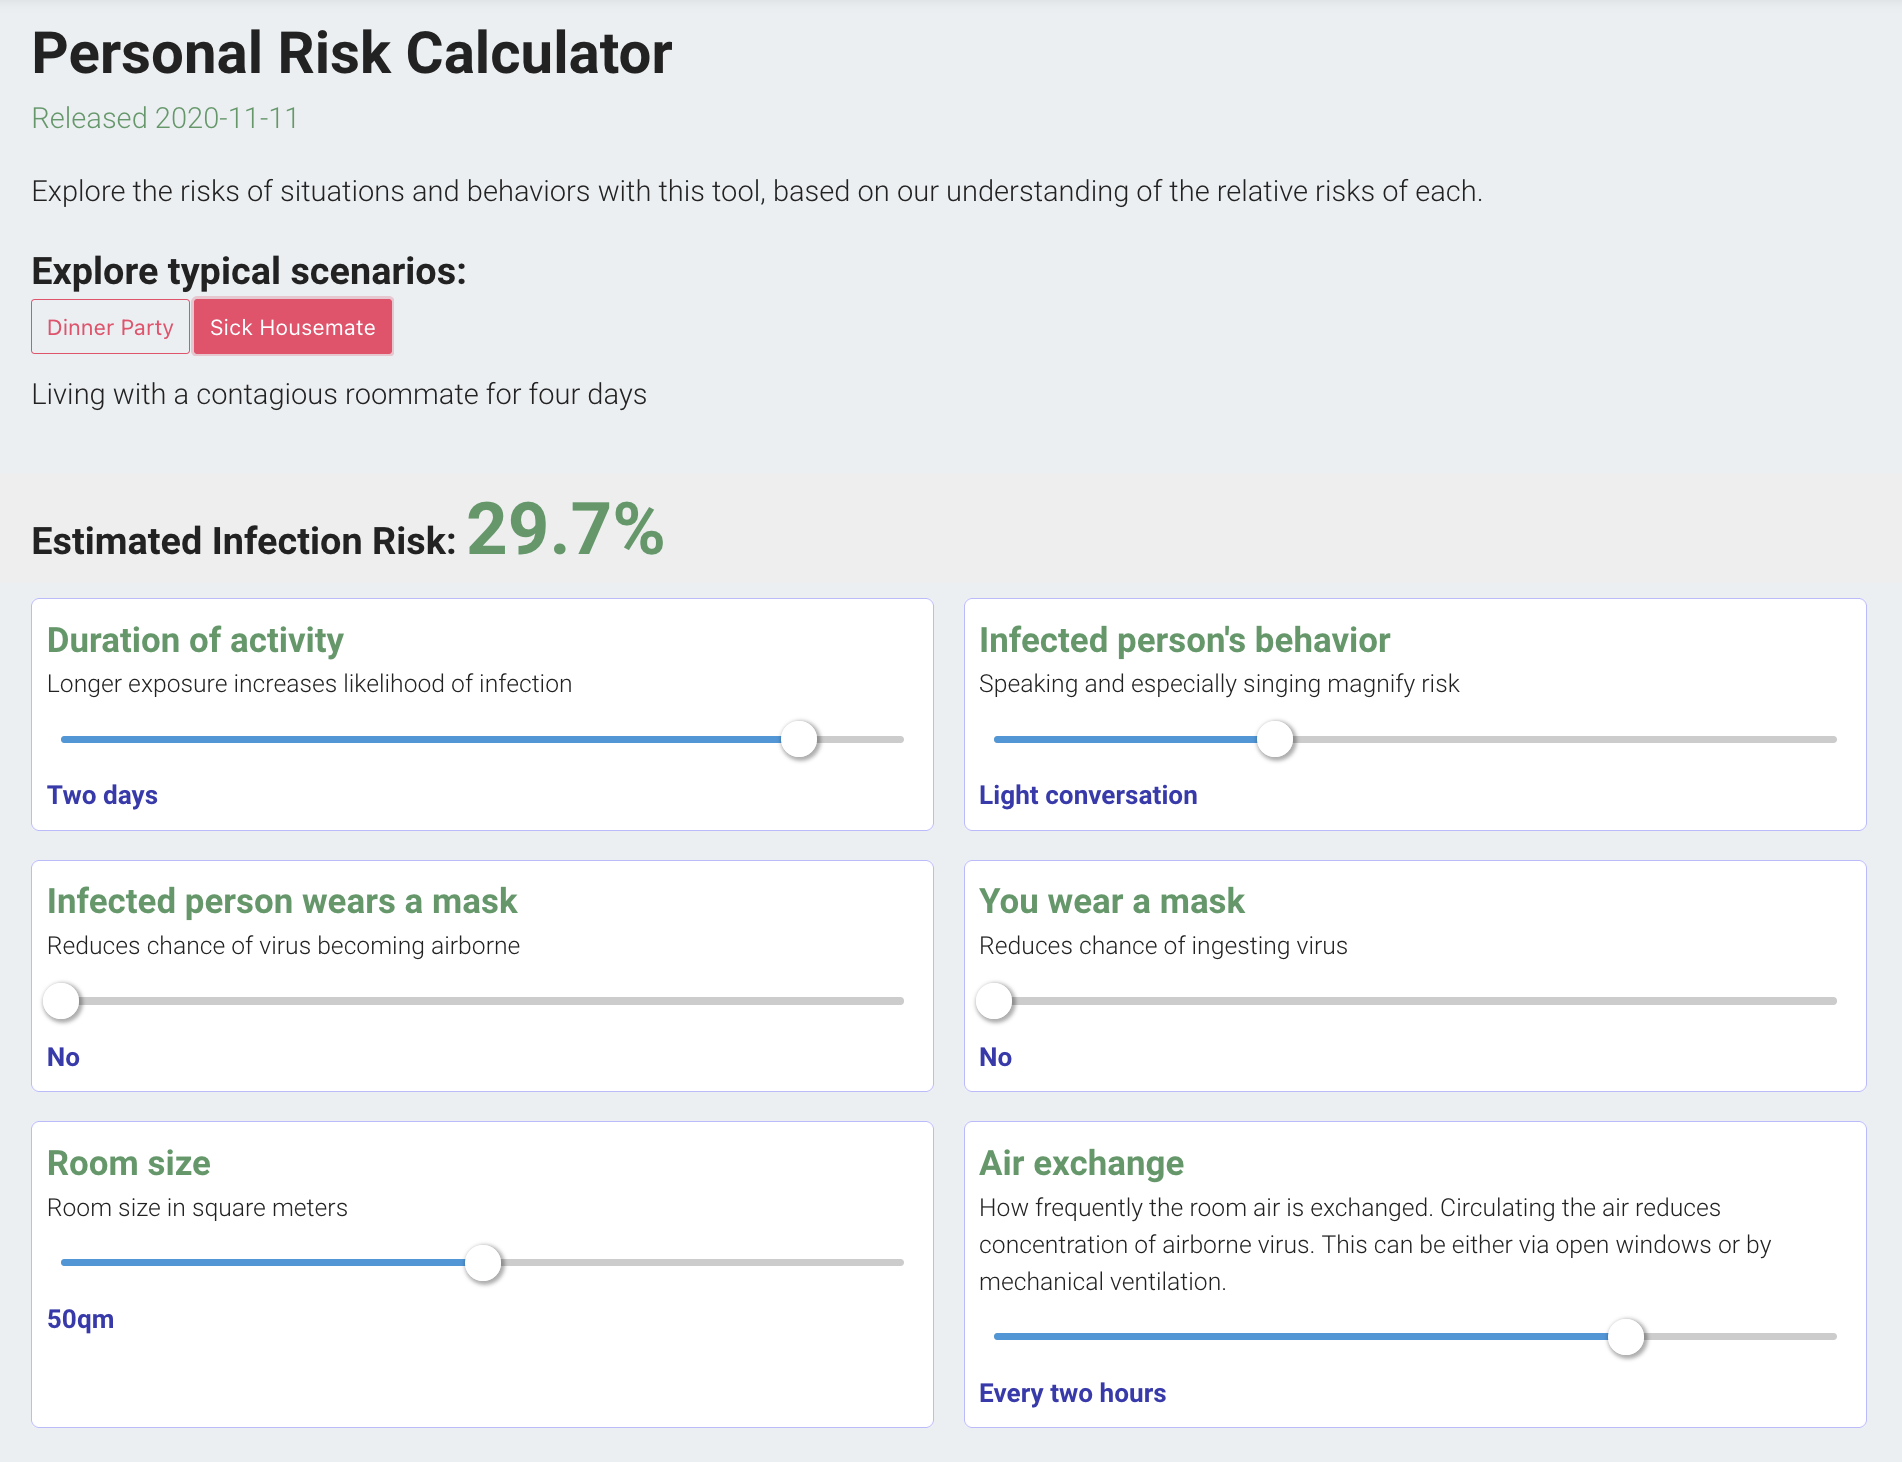 Personal Risk Calculator
Released 2020-11-11
Explore the risks of situations and behaviors with this tool, based on our understanding of the relative risks of each.
Explore typical scenarios:
Dinner Party Sick Housemate
Living with a contagious roommate for four days
Estimated Infection Risk: 29.7%
Duration of activity
Longer exposure increases likelihood of infection
Two days
Infected person's behavior
Speaking and especially singing magnify risk
Light conversation
Infected person wears a mask
Reduces chance of virus becoming airborne
No
You wear a mask
Reduces chance of ingesting virus
No
Room size
Room size in square meters
50qm
Air exchange
How frequently the room air is exchanged. Circulating the air reduces
concentration of airborne virus. This can be either via open windows or by
mechanical ventilation.
Every two hours